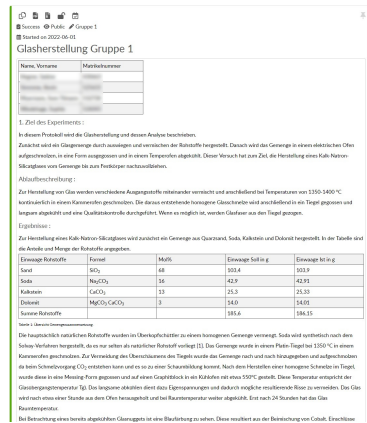 Success Public Gruppe 1
Started on 2022-06-01
Glasherstellung Gruppe 1
Name, Vorname Matrikelnummer
1. Ziel des Experiments :
In diesem Protokoll wird die Glasherstellung und dessen Analyse beschrieben.
Zunächst wird ein Glasgemenge durch auswiegen und vermischen der Rohstoffe hergestellt. Danach wird das Gemenge in einem elektrischen Ofen
aufgeschmolzen, in eine Form ausgegossen und in einem Temperofen abgekühlt. Dieser Versuch hat zum Ziel, die Herstellung eines Kalk-Natron-
Silicatglases vom Gemenge bis zum Festkörper nachzuvollziehen.
Ablaufbeschreibung :
Zur Herstellung von Glas werden verschiedene Ausgangsstoffe miteinander vermischt und anschließend bei Temperaturen von 1350-1400 °C
kontinuierlich in einem Kammerofen geschmolzen. Die daraus entstehende homogene Glasschmelze wird anschließend in ein Tiegel gegossen und
langsam abgekühlt und eine Qualitätskontrolle durchgeführt. Wenn es möglich ist, werden Glasfaser aus den Tiegel gezogen.
Ergebnisse :
Zur Herstellung eines Kalk-Natron-Silicatglases wird zunächst ein Gemenge aus Quarzsand, Soda, Kalkstein und Dolomit hergestellt. In der Tabelle sind
die Anteile und Menge der Rohstoffe angegeben.
Einwaage Rohstoffe Formel Mol% Einwaage Soll in g Einwaage Ist in g
Sand SiO₂ 68 103,4 103,9
Soda Na₂CO₃ 16 42,9 42,91
Kalkstein CaCO₃ 13 25,3 25,33
Dolomit MgCO₃ CaCO₃ 3 14,0 14,01
Summe Rohstoffe 185,6 186,15
Tabelle 1: Übersicht Gemengezusammensetzung
Die hauptsächlich natürlichen Rohstoffe wurden im Überkopfschüttler zu einem homogenen Gemenge vermengt. Soda wird synthetisch nach dem
Solvay-Verfahren hergestellt, da es nur selten als natürlicher Rohstoff vorliegt [1]. Das Gemenge wurde in einem Platin-Tiegel bei 1350 °C in einem
Kammerofen geschmolzen. Zur Vermeidung des Überschäumens des Tiegels wurde das Gemenge nach und nach hinzugegeben und aufgeschmolzen
da beim Schmelzvorgang CO₂ entstehen kann und es so zu einer Schaumbildung kommt. Nach dem Herstellen einer homogene Schmelze im Tiegel,
wurde diese in eine Messing-Form gegossen und auf einem Graphitblock in ein Kühlofen mit etwa 550°C gestellt. Diese Temperatur entspricht der
Glasübergangstemperatur Tg). Das langsame abkühlen dient dazu Eigenspannungen und dadurch mögliche resultierende Risse zu vermeiden. Das Glas
wird nach etwa einer Stunde aus dem Ofen herausgeholt und bei Raumtemperatur weiter abgekühlt. Erst nach 24 Stunden hat das Glas
Raumtemperatur.
Bei Betrachtung eines bereits abgekühlten Glasmuggets ist eine Blaufärbung zu sehen. Diese resultiert aus der Beimischung von Cobalt. Einschlüsse